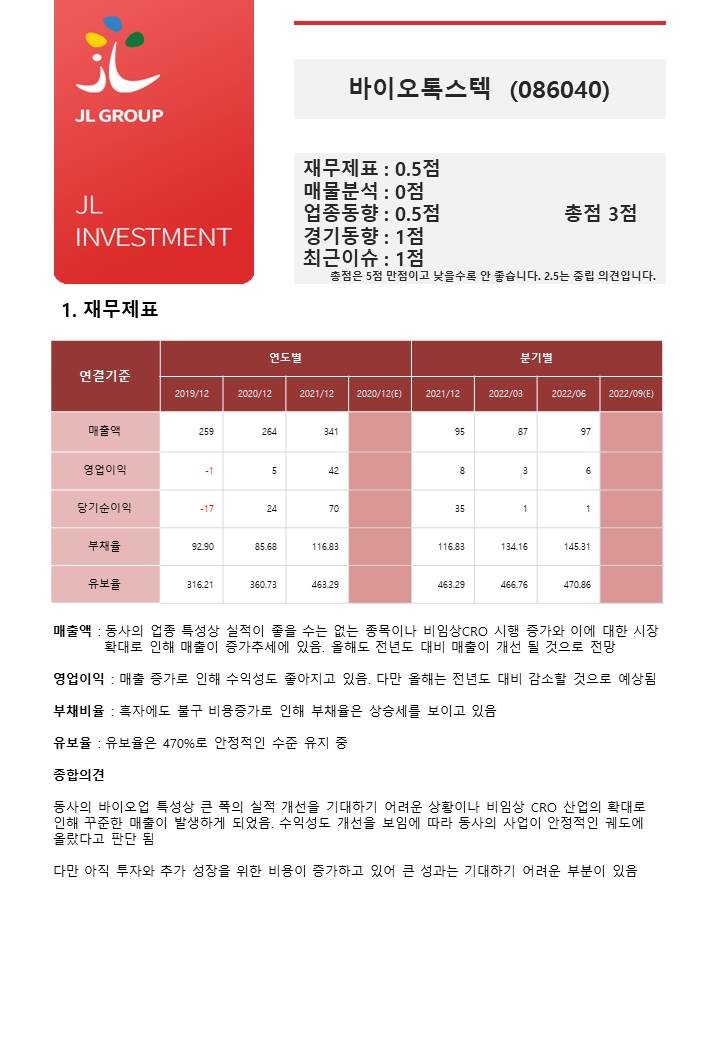 JL GROUP
JL
INVESTMENT
바이오톡스텍 (086040)
재무제표 : 0.5점
매물분석 : 0점
업종동향 : 0.5점 총점 3점
경기동향 : 1점
최근이슈 : 1점
총점은 5점 만점이고 낮을수록 안 좋습니다. 2.5는 중립 의견입니다.
1. 재무제표
연결기준 연도별 분기별
2019/12 2020/12 2021/12 2020/12(E) 2021/12 2022/03 2022/06 2022/09(E)
매출액 259 264 341 95 87 97
영업이익 -1 5 42 8 3 6
당기순이익 -17 24 70 35 1 1
부채율 92.90 85.68 116.83 116.83 134.16 145.31
유보율 316.21 360.73 463.29 463.29 466.76 470.86
매출액 : 동사의 업종 특성상 실적이 좋을 수는 없는 종목이나 비임상CRO 시행 증가와 이에 대한 시장
확대로 인해 매출이 증가추세에 있음. 올해도 전년도 대비 매출이 개선 될 것으로 전망
영업이익 : 매출 증가로 인해 수익성도 좋아지고 있음. 다만 올해는 전년도 대비 감소할 것으로 예상됨
부채비율 : 흑자에도 불구 비용증가로 인해 부채율은 상승세를 보이고 있음
유보율 : 유보율은 470%로 안정적인 수준 유지 중
종합의견
동사의 바이오업 특성상 큰 폭의 실적 개선을 기대하기 어려운 상황이나 비임상 CRO 산업의 확대로
인해 꾸준한 매출이 발생하게 되었음. 수익성도 개선을 보임에 따라 동사의 사업이 안정적인 궤도에
올랐다고 판단 됨
다만 아직 투자와 추가 성장을 위한 비용이 증가하고 있어 큰 성과는 기대하기 어려운 부분이 있음